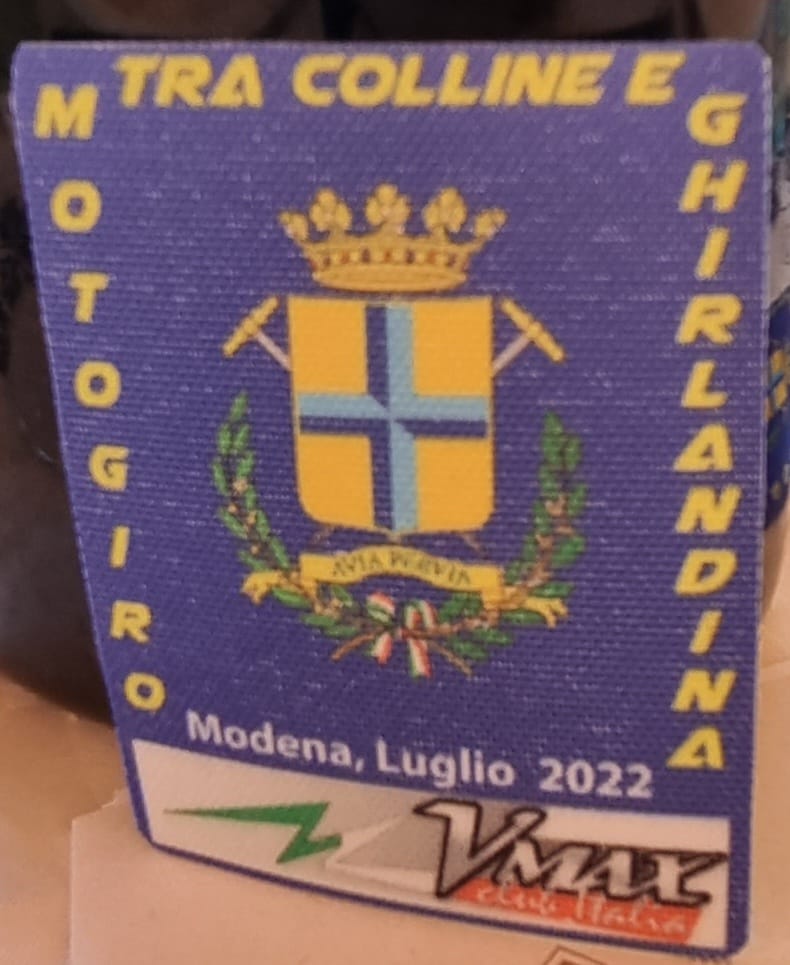 MOTOGIRO
TRA COLLINE E
GHIRLANDINA
AVIA PERVIA
Modena, Luglio 2022
VMAX
club Italia